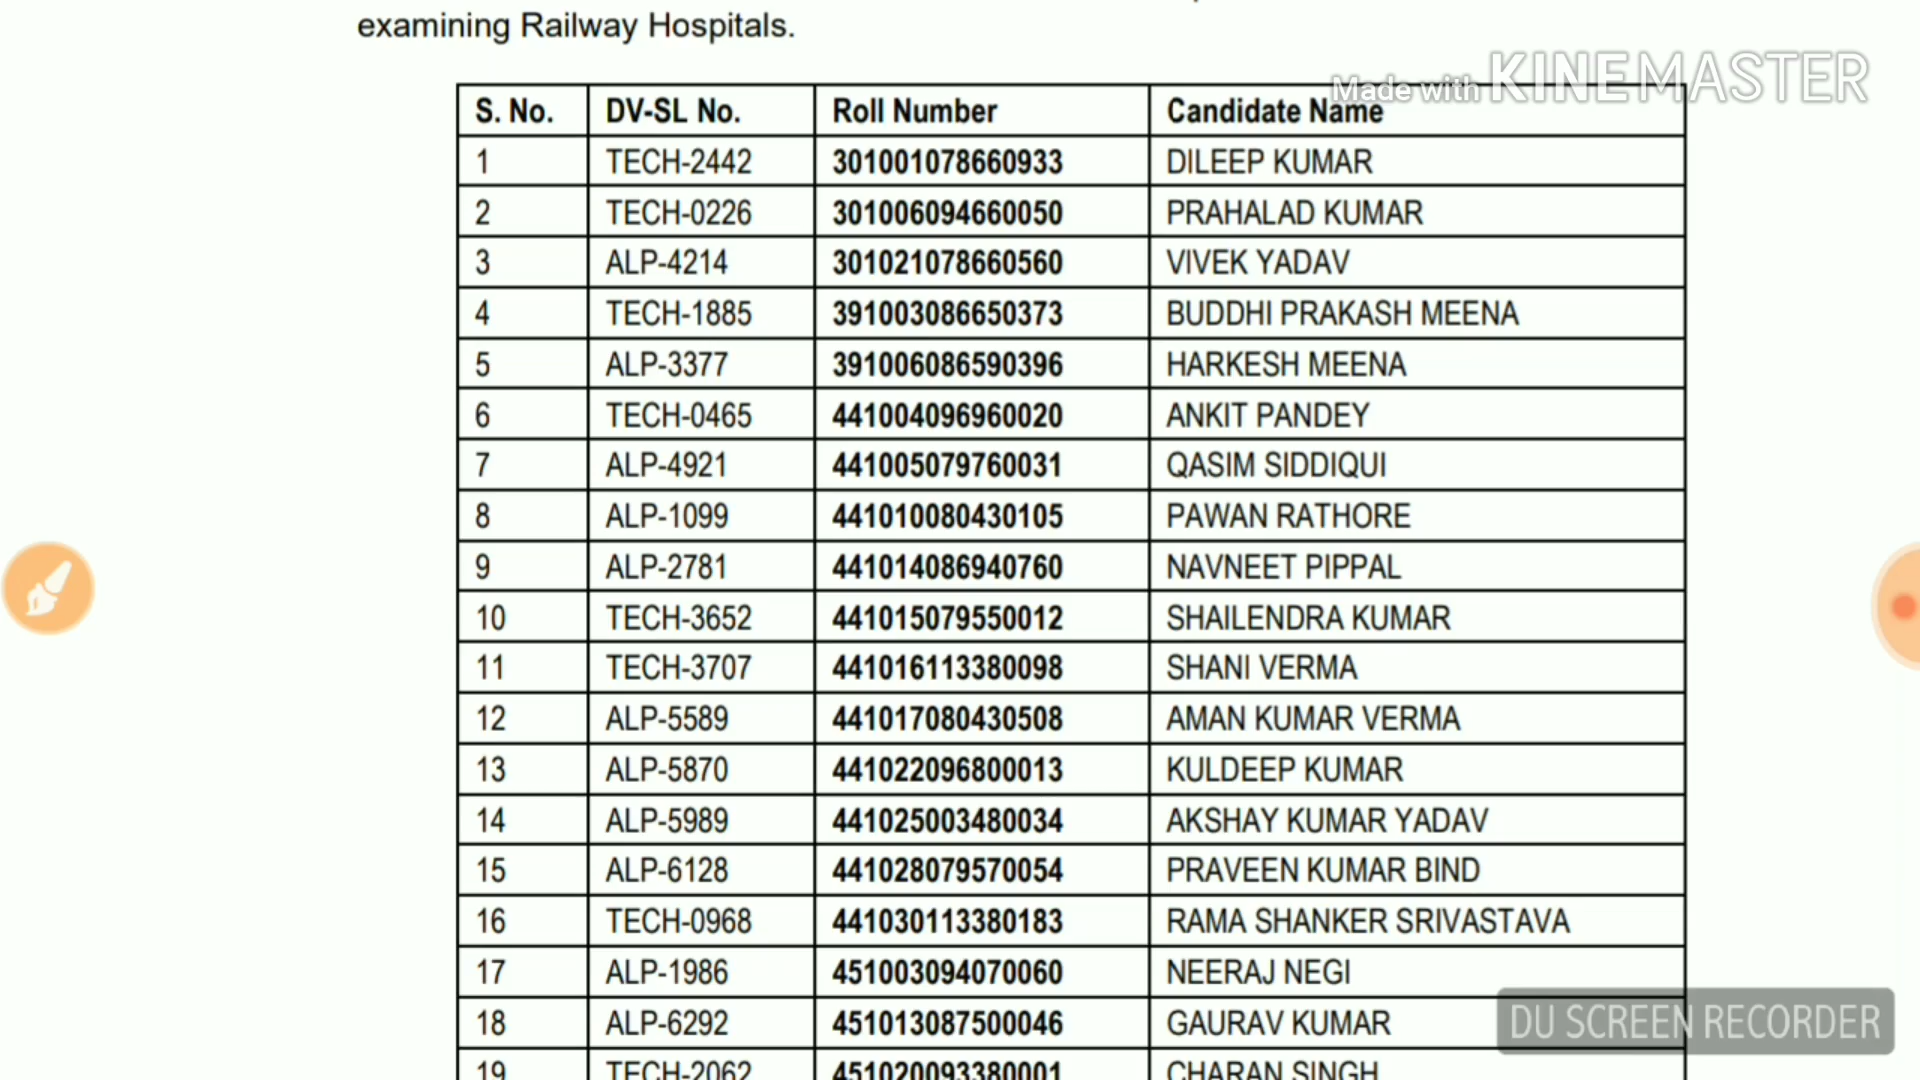 examining Railway Hospitals.
Made with KINEMASTER
S. No. DV-SL No. Roll Number Candidate Name
1 TECH-2442 301001078660933 DILEEP KUMAR
2 TECH-0226 301006094660050 PRAHALAD KUMAR
3 ALP-4214 301021078660560 VIVEK YADAV
4 TECH-1885 391003086650373 BUDDHI PRAKASH MEENA
5 ALP-3377 391006086590396 HARKESH MEENA
6 TECH-0465 441004096960020 ANKIT PANDEY
7 ALP-4921 441005079760031 QASIM SIDDIQUI
8 ALP-1099 441010080430105 PAWAN RATHORE
9 ALP-2781 441014086940760 NAVNEET PIPPAL
10 TECH-3652 441015079550012 SHAILENDRA KUMAR
11 TECH-3707 441016113380098 SHANI VERMA
12 ALP-5589 441017080430508 AMAN KUMAR VERMA
13 ALP-5870 441022096800013 KULDEEP KUMAR
14 ALP-5989 441025003480034 AKSHAY KUMAR YADAV
15 ALP-6128 441028079570054 PRAVEEN KUMAR BIND
16 TECH-0968 441030113380183 RAMA SHANKER SRIVASTAVA
17 ALP-1986 451003094070060 NEERAJ NEGI
18 ALP-6292 451013087500046 GAURAV KUMAR
DU SCREEN RECORDER
19 TECH-2062 451020093380001 CHARAN SINGH